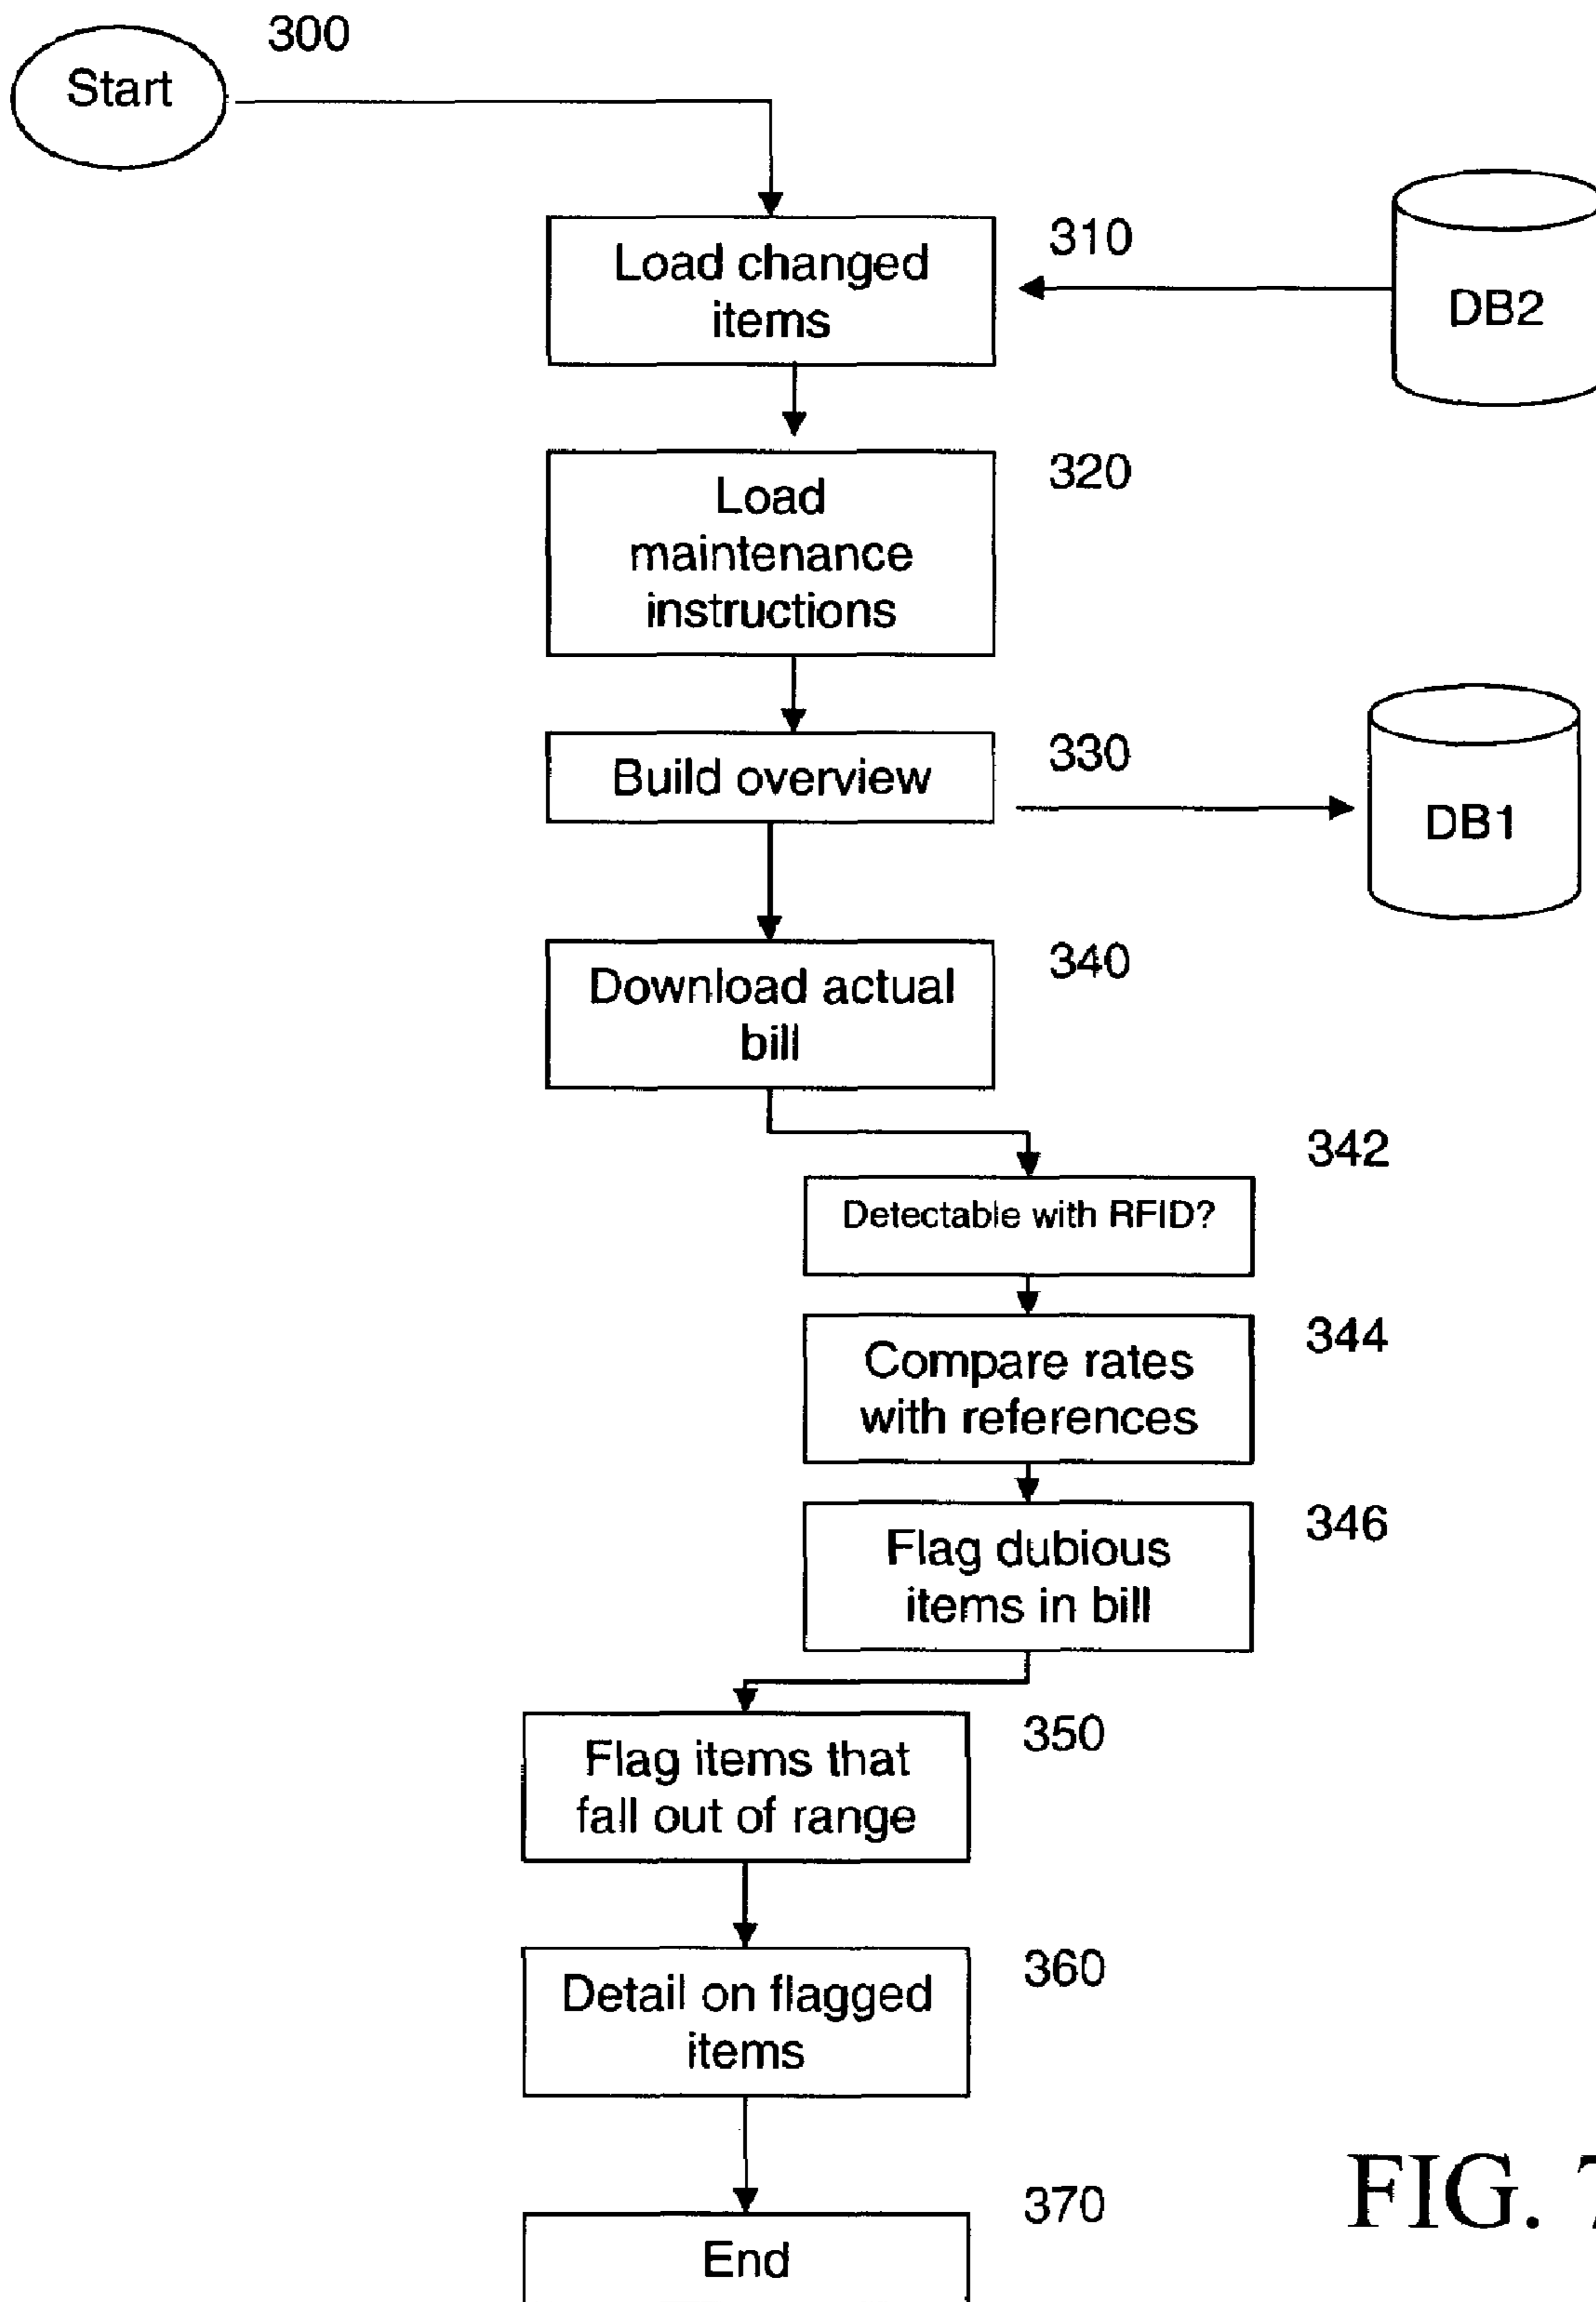 Start
300
Load changed
items
310
DB2
Load
maintenance
instructions
320
Build overview
330
DB1
Download actual
bill
340
342
Detectable with RFID?
344
Compare rates
with references
346
Flag dubious
items in bill
350
Flag items that
fall out of range
360
Detail on flagged
items
370
End
FIG. 7